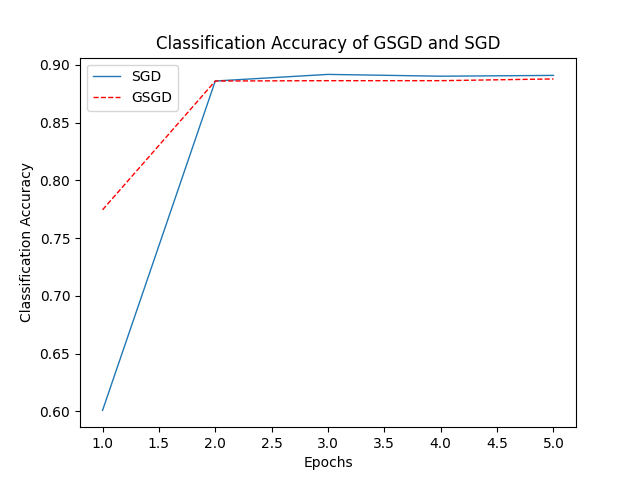 Classification Accuracy of GSGD and SGD
SGD
GSGD
Classification Accuracy
0.90
0.85
0.80
0.75
0.70
0.65
0.60
1.0 1.5 2.0 2.5 3.0 3.5 4.0 4.5 5.0
Epochs